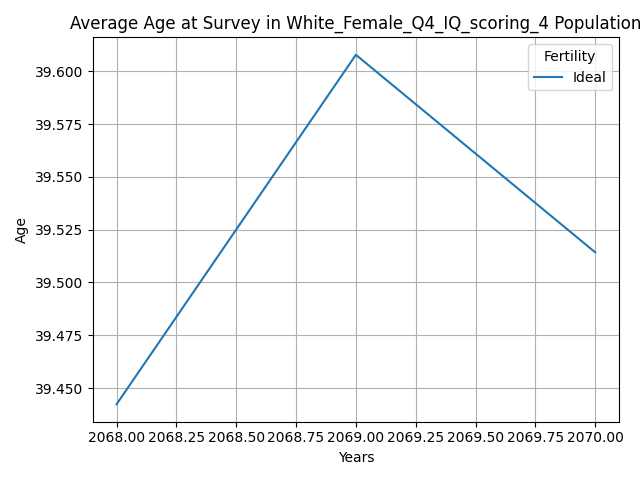 Average Age at Survey in White_Female_Q4_IQ_scoring_4 Population
Fertility
Ideal
39.600
39.575
39.550
39.525
39.500
39.475
39.450
Age
2068.00 2068.25 2068.50 2068.75 2069.00 2069.25 2069.50 2069.75 2070.00
Years